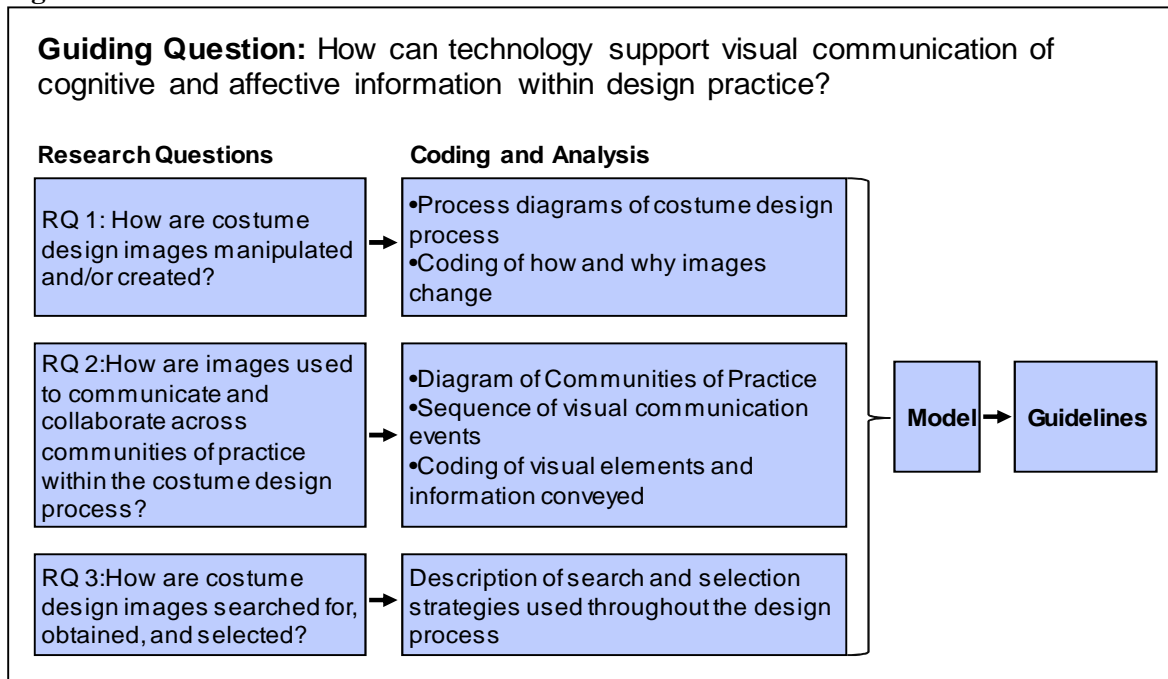 Guiding Question: How can technology support visual communication of
cognitive and affective information within design practice?
Research Questions
Coding and Analysis
RQ 1: How are costume
design images manipulated
and/or created?
•Process diagrams of costume design
process
•Coding of how and why images
change
RQ 2:How are images used
to communicate and
collaborate across
communities of practice
within the costume design
process?
•Diagram of Communities of Practice
•Sequence of visual communication
events
•Coding of visual elements and
information conveyed
RQ 3:How are costume
design images searched for,
obtained, and selected?
Description of search and selection
strategies used throughout the design
process
Model
Guidelines